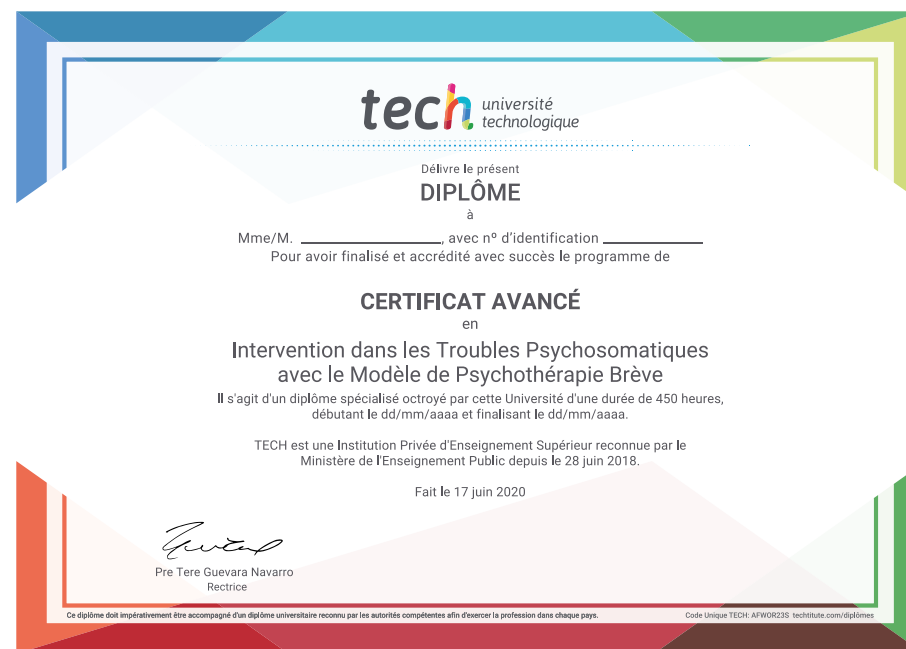 tech université
technologique
Délivre le présent
DIPLÔME
à
Mme/M. ____________________, avec nº d'identification ______________
Pour avoir finalisé et accrédité avec succès le programme de
CERTIFICAT AVANCÉ
en
Intervention dans les Troubles Psychosomatiques
avec le Modèle de Psychothérapie Brève
Il s'agit d'un diplôme spécialisé octroyé par cette Université d'une durée de 450 heures,
débutant le dd/mm/aaaa et finalisant le dd/mm/aaaa.
TECH est une Institution Privée d'Enseignement Supérieur reconnue par le
Ministère de l'Enseignement Public depuis le 28 juin 2018.
Fait le 17 juin 2020
Pre Tere Guevara Navarro
Rectrice
Ce diplôme doit impérativement être accompagné d'un diplôme universitaire reconnu par les autorités compétentes afin d'exercer la profession dans chaque pays.
Code Unique TECH: AFWOR23S techtitute.com/diplômes